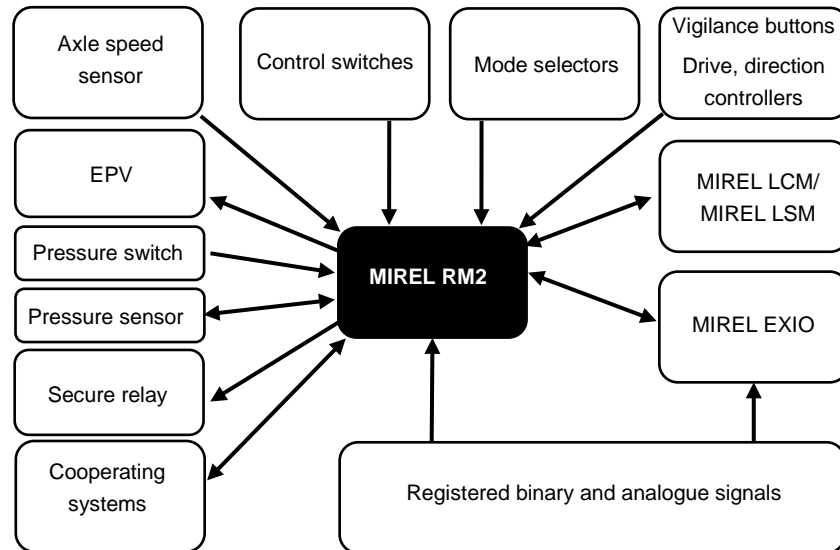 Axle speed
sensor
Control switches
Mode selectors
Vigilance buttons
Drive, direction
controllers
EPV
MIREL LCM/
MIREL LSM
Pressure switch
MIREL RM2
Pressure sensor
MIREL EXIO
Secure relay
Cooperating
systems
Registered binary and analogue signals